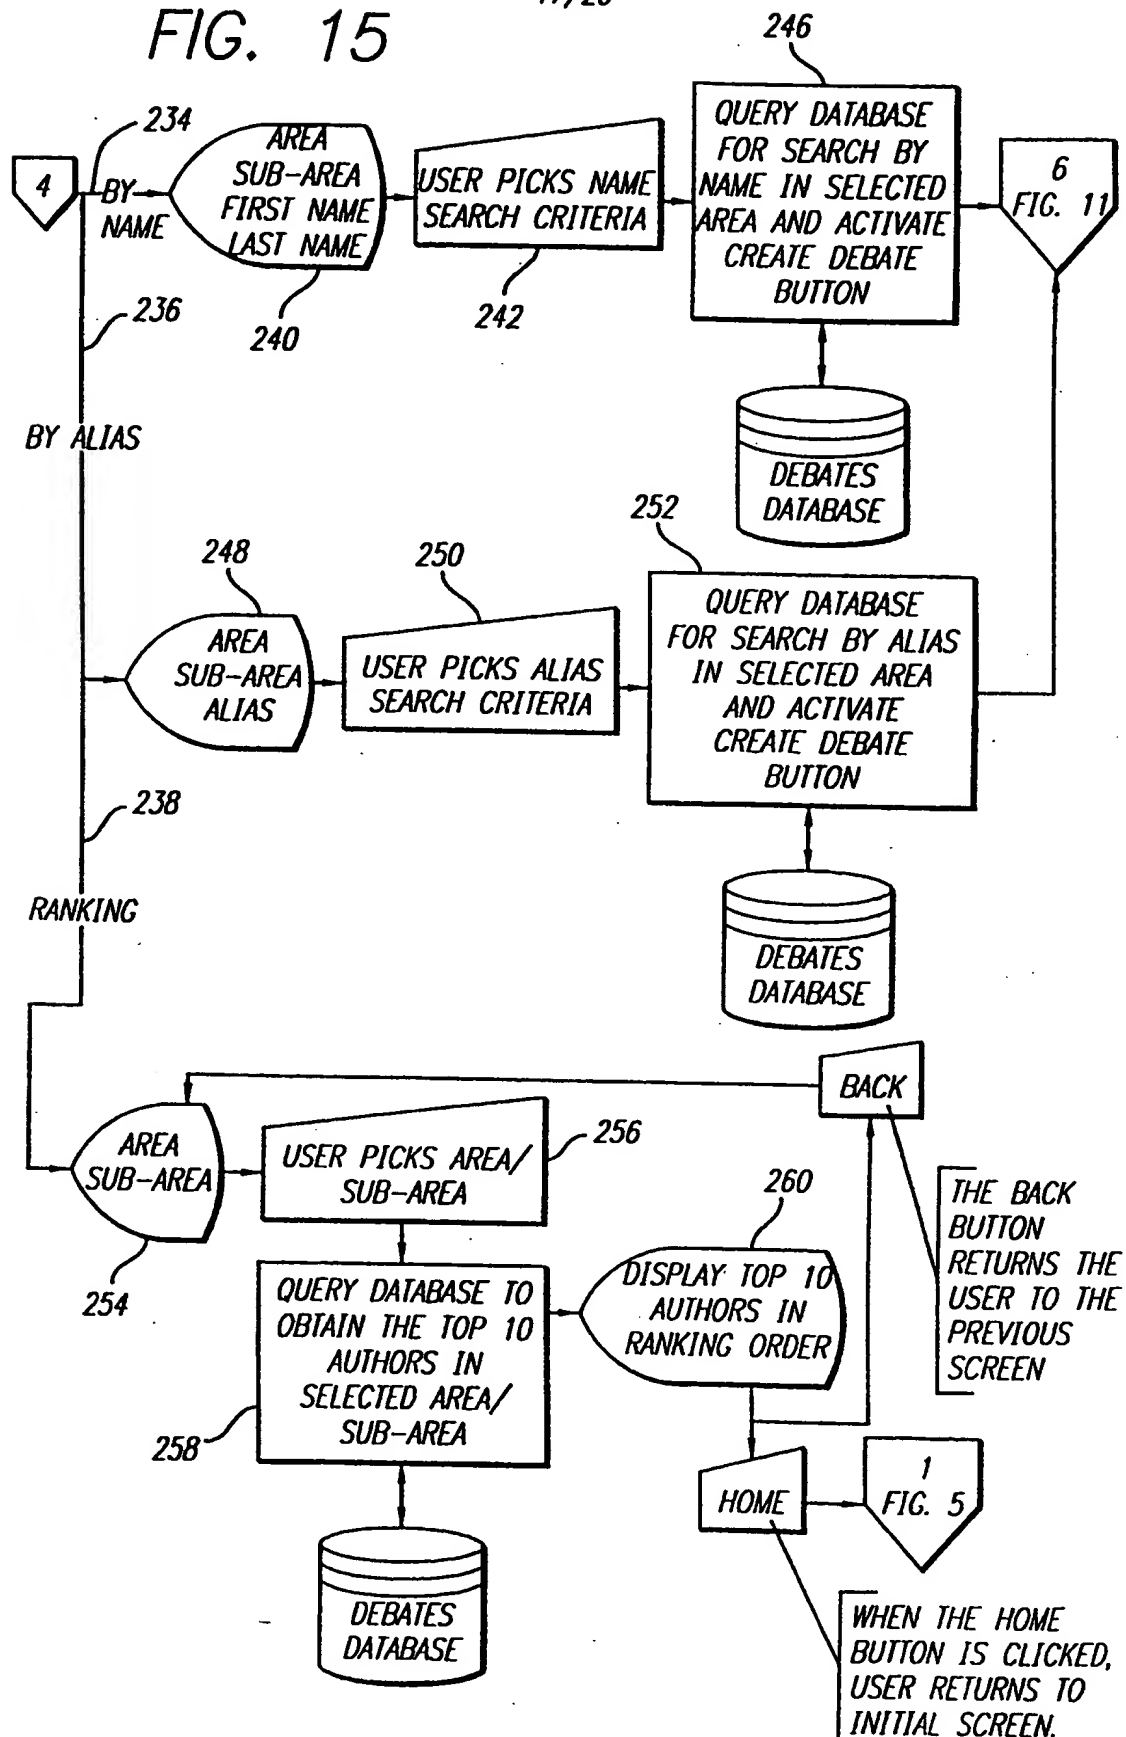 FIG. 15
246
234
4
BY
NAME
AREA
SUB-AREA
FIRST NAME
LAST NAME
240
USER PICKS NAME
SEARCH CRITERIA
242
QUERY DATABASE
FOR SEARCH BY
NAME IN SELECTED
AREA AND ACTIVATE
CREATE DEBATE
BUTTON
6
FIG. 11
236
DEBATES
DATABASE
BY ALIAS
248
250
252
AREA
SUB-AREA
ALIAS
USER PICKS ALIAS
SEARCH CRITERIA
QUERY DATABASE
FOR SEARCH BY ALIAS
IN SELECTED AREA
AND ACTIVATE
CREATE DEBATE
BUTTON
238
DEBATES
DATABASE
RANKING
BACK
AREA
SUB-AREA
254
USER PICKS AREA/
SUB-AREA
256
THE BACK
BUTTON
RETURNS THE
USER TO THE
PREVIOUS
SCREEN
260
QUERY DATABASE TO
OBTAIN THE TOP 10
AUTHORS IN
SELECTED AREA/
SUB-AREA
258
DISPLAY TOP 10
AUTHORS IN
RANKING ORDER
HOME
1
FIG. 5
DEBATES
DATABASE
WHEN THE HOME
BUTTON IS CLICKED,
USER RETURNS TO
INITIAL SCREEN.